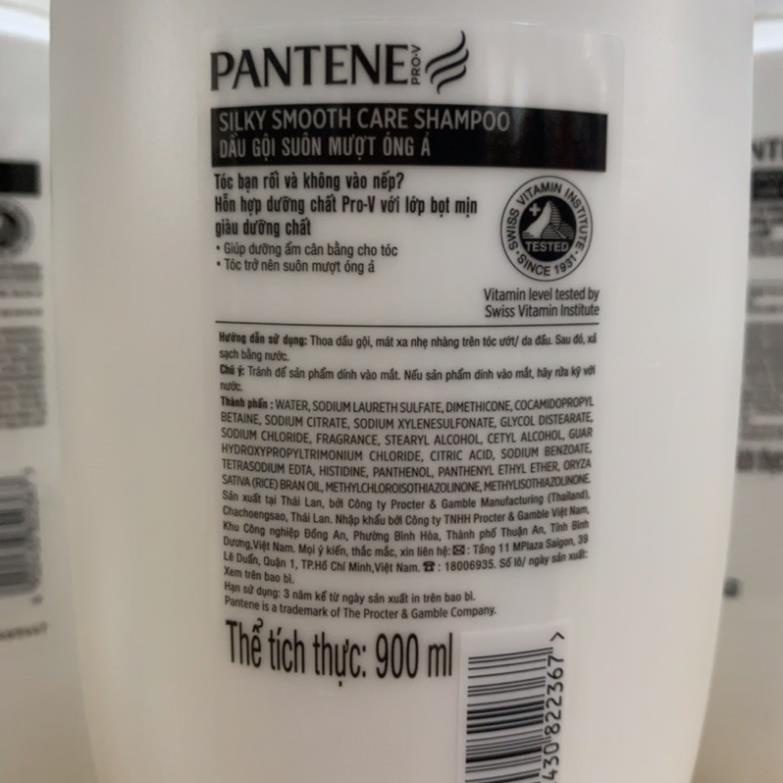 PANTENE PRO-V
SILKY SMOOTH CARE SHAMPOO
DẦU GỘI SUÔN MƯỢT ÓNG Ả
Tóc bạn rối và không vào nếp?
Hỗn hợp dưỡng chất Pro-V với lớp bọt mịn
giàu dưỡng chất
• Giúp dưỡng ẩm cân bằng cho tóc
• Tóc trở nên suôn mượt óng ả
SWISS VITAMIN INSTITUTE
TESTED
• SINCE 1931 •
Vitamin level tested by
Swiss Vitamin Institute
Hướng dẫn sử dụng: Thoa dầu gội, mát xa nhẹ nhàng trên tóc ướt/ da đầu. Sau đó, xả
sạch bằng nước.
Chú ý: Tránh để sản phẩm dính vào mắt. Nếu sản phẩm dính vào mắt, hãy rửa kỹ với
nước.
Thành phần : WATER, SODIUM LAURETH SULFATE, DIMETHICONE, COCAMIDOPROPYL
BETAINE, SODIUM CITRATE, SODIUM XYLENESULFONATE, GLYCOL DISTEARATE,
SODIUM CHLORIDE, FRAGRANCE, STEARYL ALCOHOL, CETYL ALCOHOL, GUAR
HYDROXYPROPYLTRIMONIUM CHLORIDE, CITRIC ACID, SODIUM BENZOATE,
TETRASODIUM EDTA, HISTIDINE, PANTHENOL, PANTHENYL ETHYL ETHER, ORYZA
SATIVA (RICE) BRAN OIL, METHYLCHLOROISOTHIAZOLINONE, METHYLISOTHIAZOLINONE.
Sản xuất tại Thái Lan, bởi Công ty Procter & Gamble Manufacturing (Thailand),
Chachoengsao, Thái Lan. Nhập khẩu bởi Công ty TNHH Procter & Gamble Việt Nam,
Khu Công nghiệp Đồng An, Phường Bình Hòa, Thành phố Thuận An, Tỉnh Bình
Dương,Việt Nam. Mọi ý kiến, thắc mắc, xin liên hệ: ✉ : Tầng 11 MPlaza Saigon, 39
Lê Duẩn, Quận 1, TP.Hồ Chí Minh,Việt Nam. ☎ : 18006935. Số lô/ ngày sản xuất:
Xem trên bao bì.
Hạn sử dụng: 3 năm kể từ ngày sản xuất in trên bao bì.
Pantene is a trademark of The Procter & Gamble Company.
Thể tích thực: 900 ml
430 822367 >